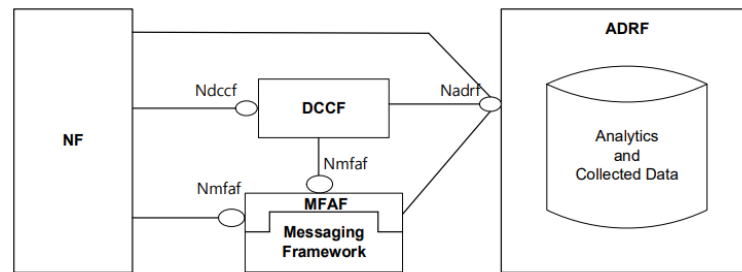 ADRF
Ndccf
Nadrf
DCCF
NF
Analytics
and
Collected Data
Nmfaf
Nmfaf
MFAF
Messaging
Framework